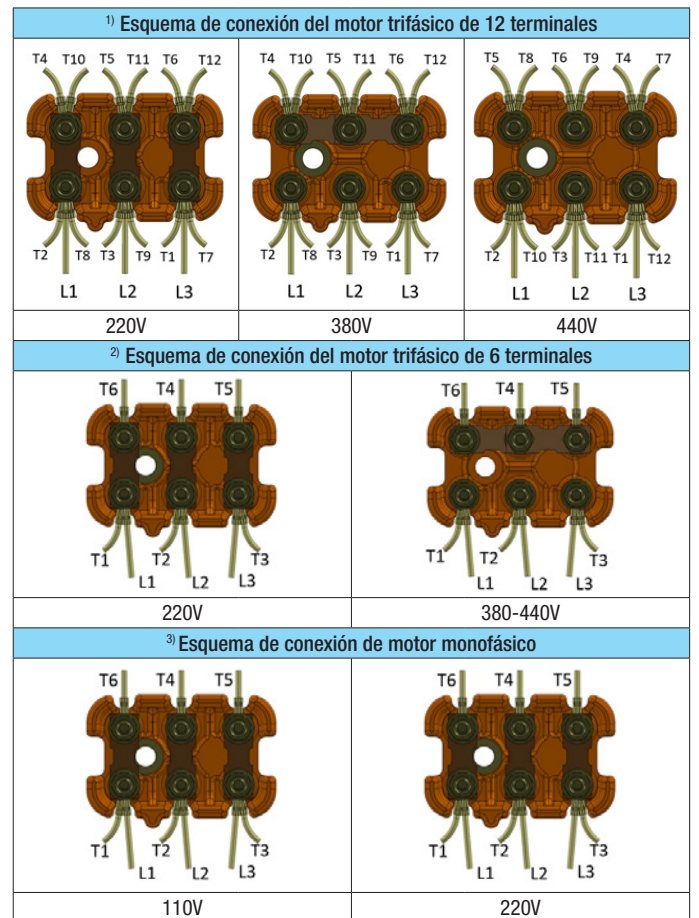 1) Esquema de conexión del motor trifásico de 12 terminales
T4 T10 T5 T11 T6 T12
T2 T8 T3 T9 T1 T7
L1 L2 L3
220V
T4 T10 T5 T11 T6 T12
T2 T8 T3 T9 T1 T7
L1 L2 L3
380V
T5 T8 T6 T9 T4 T7
T2 T10 T3 T11 T1 T12
L1 L2 L3
440V
2) Esquema de conexión del motor trifásico de 6 terminales
T6 T4 T5
T1 T2 T3
L1 L2 L3
220V
T6 T4 T5
T1 T2 T3
L1 L2 L3
380-440V
3) Esquema de conexión de motor monofásico
T6 T4 T5
T1 T2 T3
L1 L2 L3
110V
T6 T4 T5
T1 T2 T3
L1 L2 L3
220V